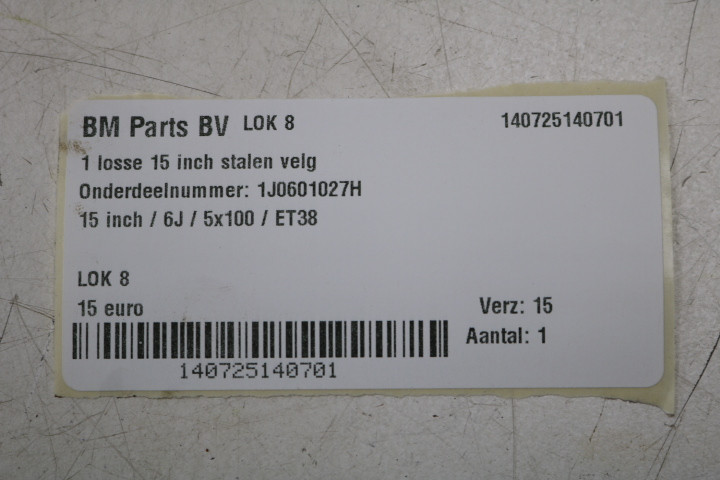 BM Parts BV LOK 8 140725140701
1 losse 15 inch stalen velg
Onderdeelnummer: 1J0601027H
15 inch / 6J / 5x100 / ET38
LOK 8
15 euro Verz: 15
Aantal: 1
140725140701